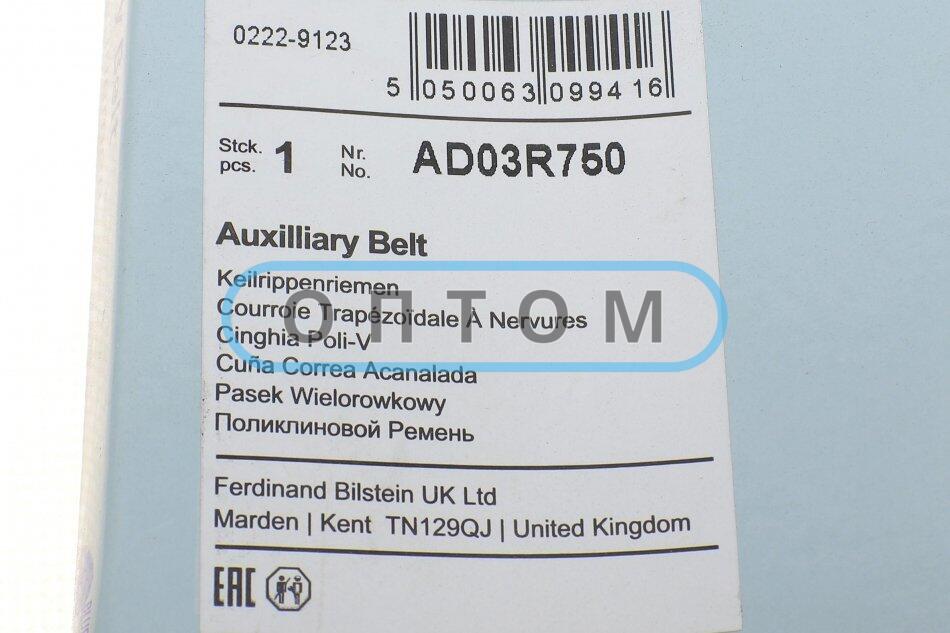 0222-9123
5 050063 099416
Stck. 1 Nr. AD03R750
pcs. No.
Auxilliary Belt
Keilrippenriemen
Courroie Trapézoïdale À Nervures
Cinghia Poli-V
Cuña Correa Acanalada
Pasek Wielorowkowy
Поликлиновой Ремень
ОПТОМ
Ferdinand Bilstein UK Ltd
Marden | Kent TN129QJ | United Kingdom
EAC